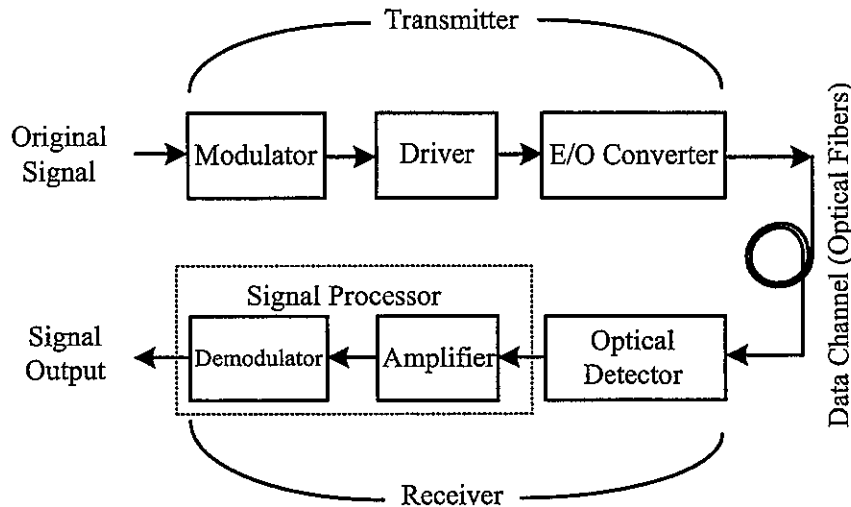 Transmitter
Original
Signal
Modulator
Driver
E/O Converter
Data Channel (Optical Fibers)
Signal Processor
Signal
Output
Demodulator
Amplifier
Optical
Detector
Receiver